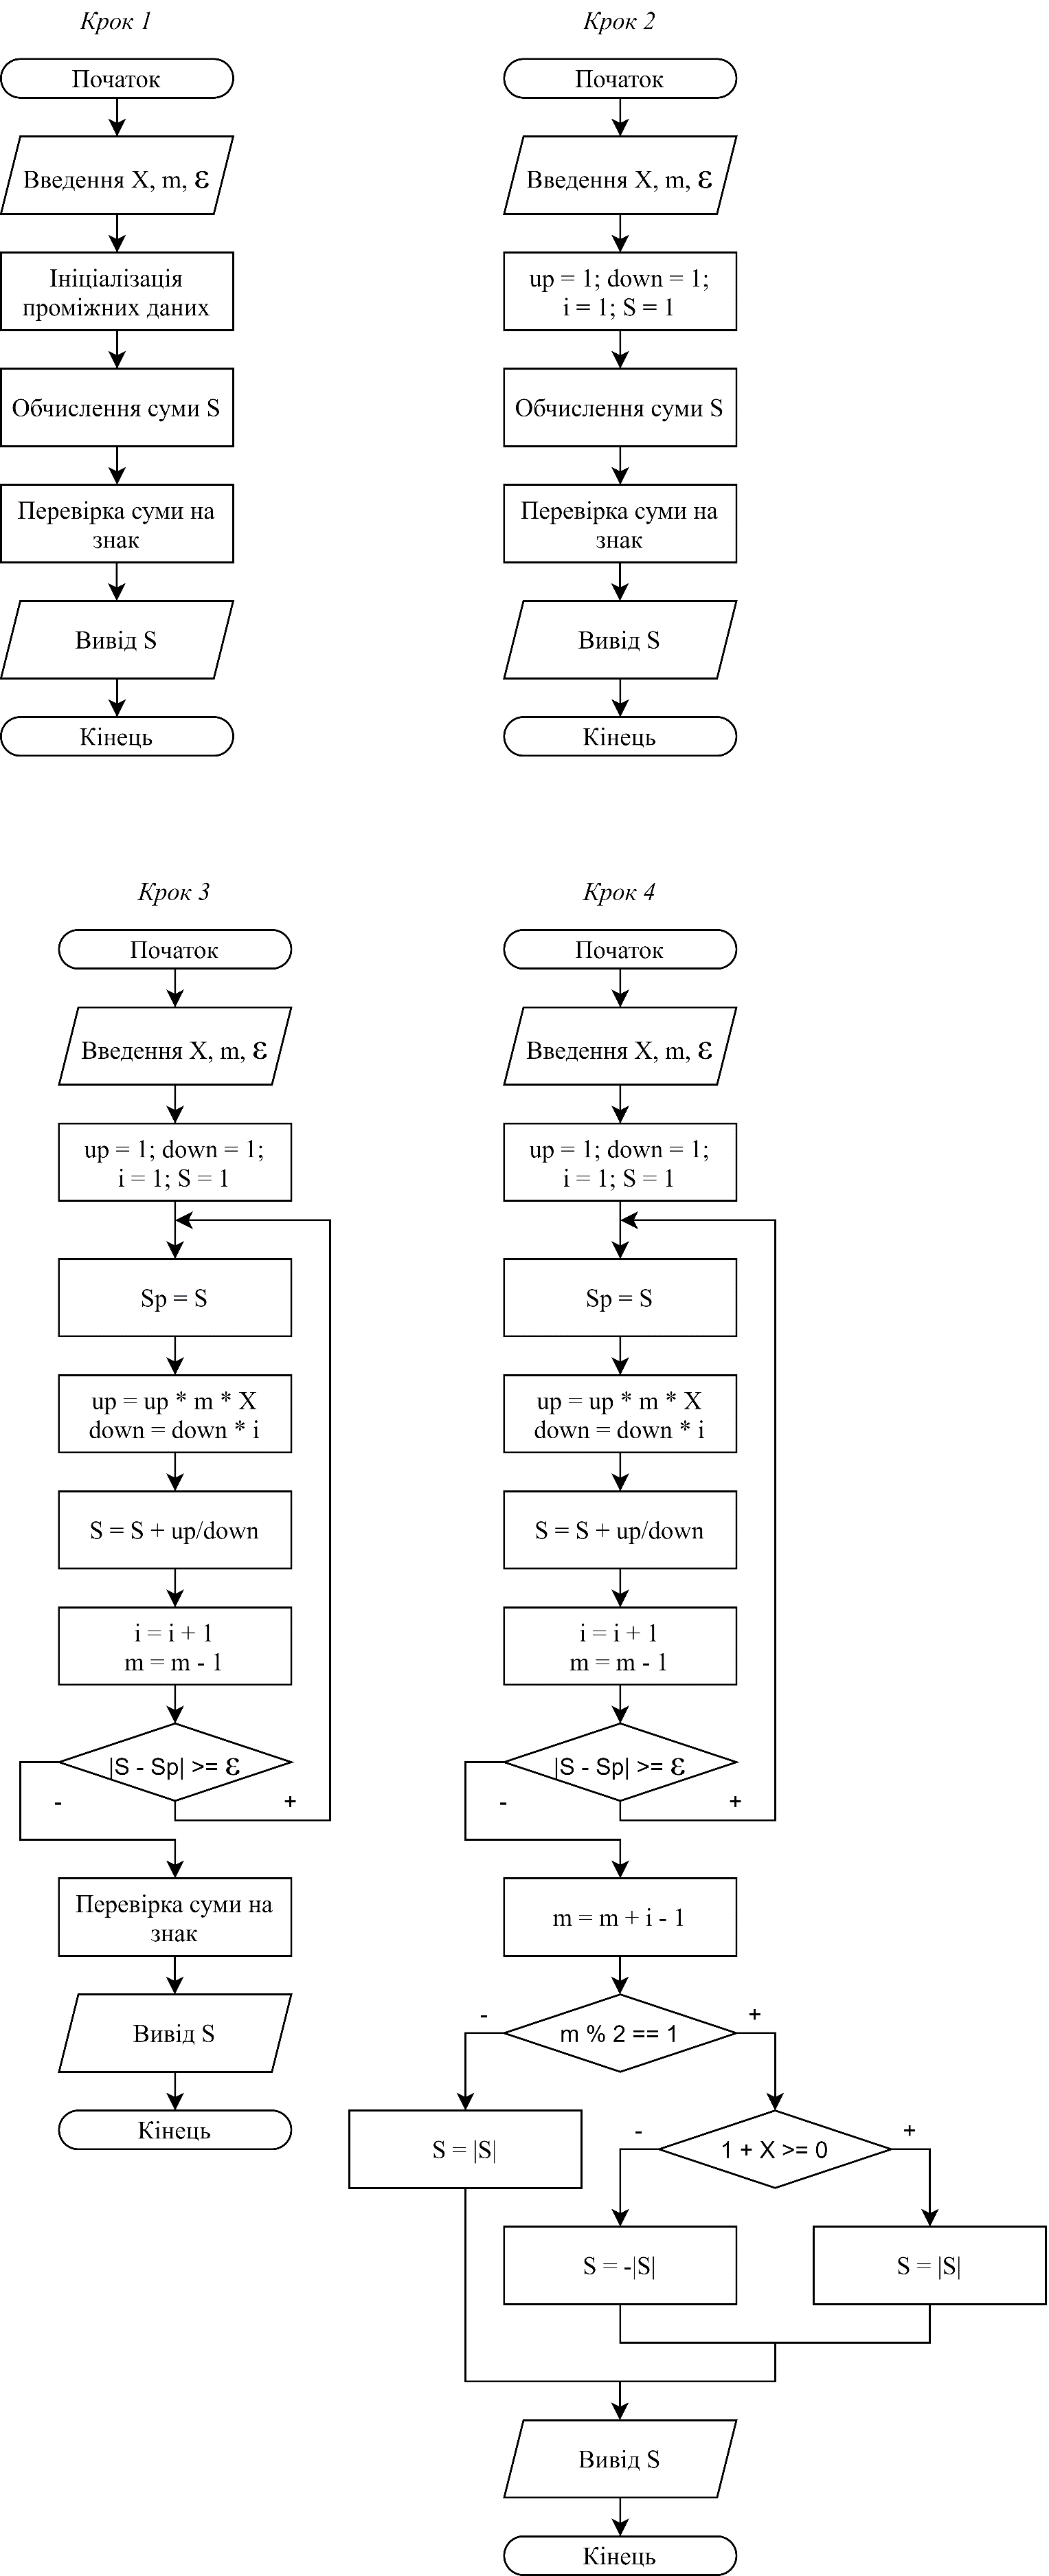 Крок 1
Початок
Введення X, m, ε
Ініціалізація
проміжних даних
Обчислення суми S
Перевірка суми на
знак
Вивід S
Кінець
Крок 2
Початок
Введення X, m, ε
up = 1; down = 1;
i = 1; S = 1
Обчислення суми S
Перевірка суми на
знак
Вивід S
Кінець
Крок 3
Початок
Введення X, m, ε
up = 1; down = 1;
i = 1; S = 1
Sp = S
up = up * m * X
down = down * i
S = S + up/down
i = i + 1
m = m - 1
|S - Sp| >= ε
-
+
Перевірка суми на
знак
Вивід S
Кінець
Крок 4
Початок
Введення X, m, ε
up = 1; down = 1;
i = 1; S = 1
Sp = S
up = up * m * X
down = down * i
S = S + up/down
i = i + 1
m = m - 1
|S - Sp| >= ε
-
+
m = m + i - 1
-
+
m % 2 == 1
S = |S|
-
+
1 + X >= 0
S = -|S|
S = |S|
Вивід S
Кінець